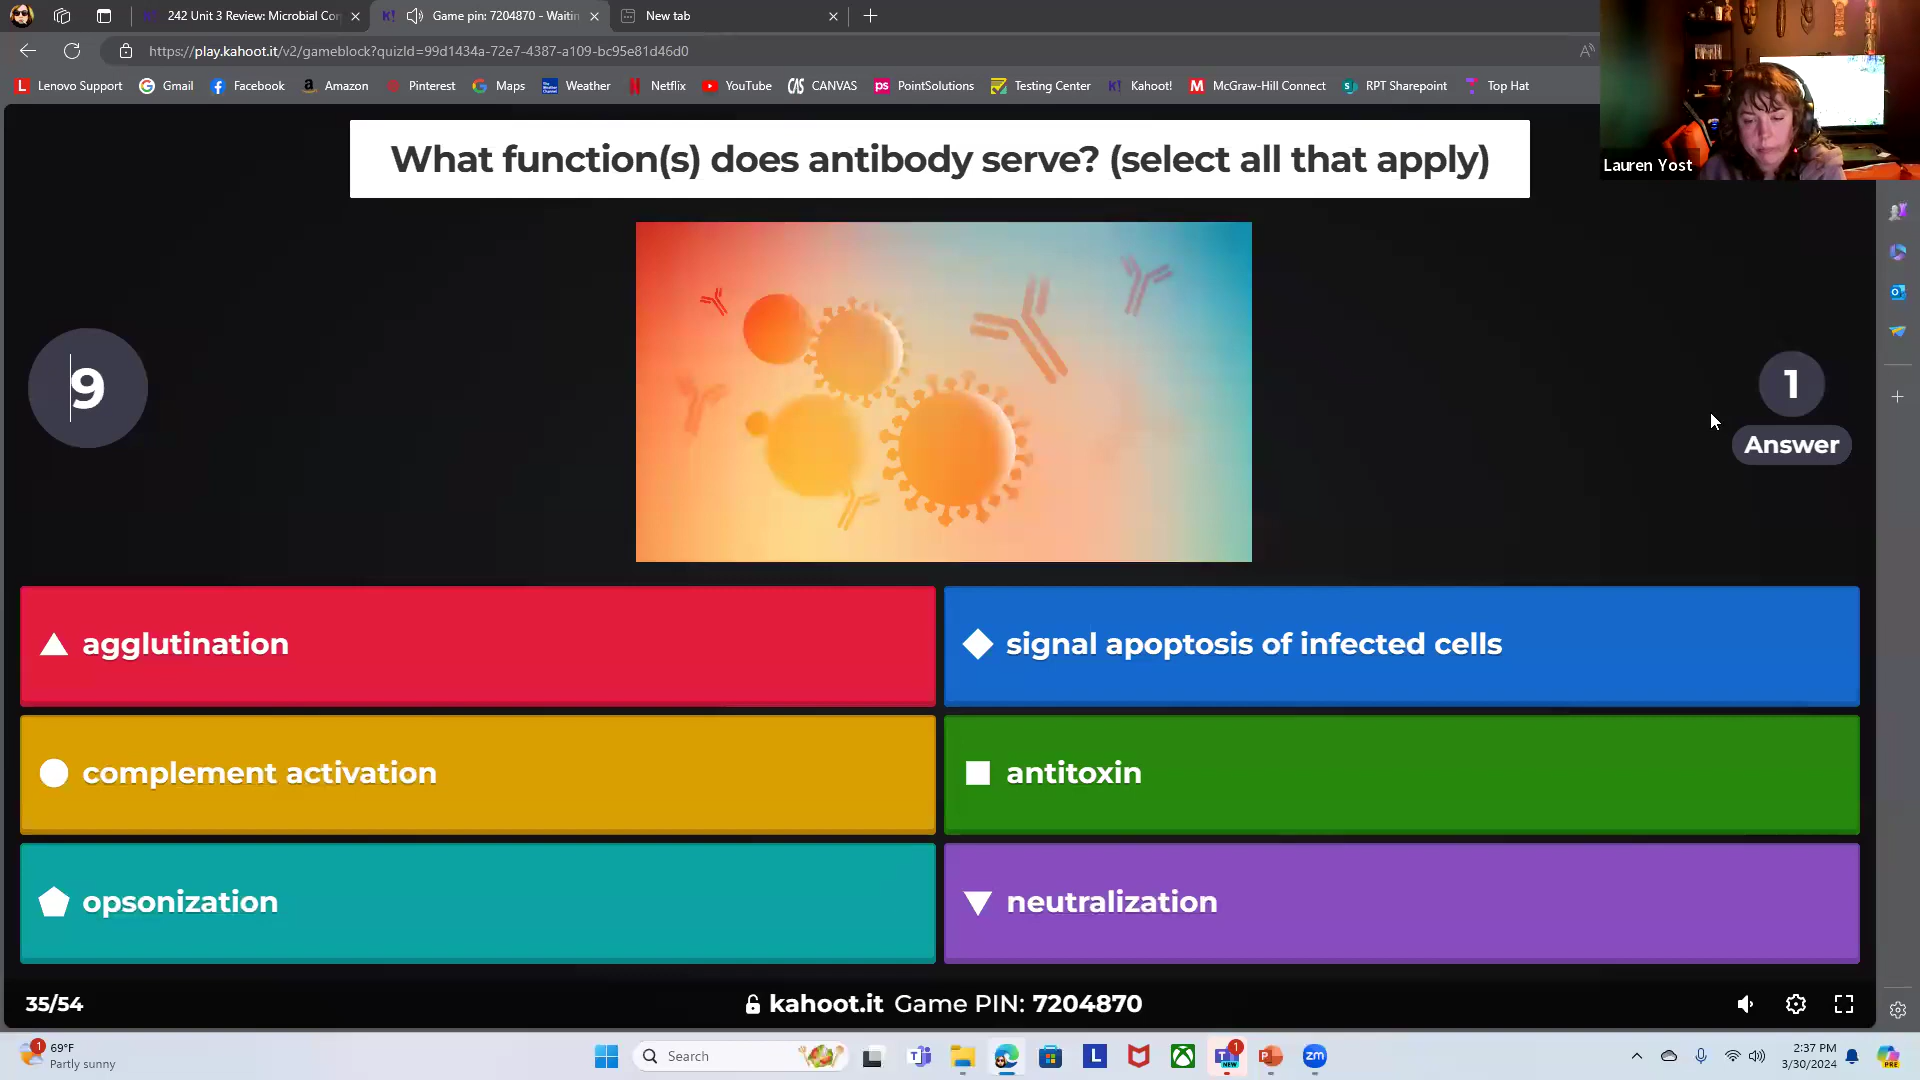 242 Unit 3 Review: Microbial Con
Game pin: 7204870 - Waitin
New tab
https://play.kahoot.it/v2/gameblock?quizId=99d1434a-72e7-4387-a109-bc95e81d46d0
Lenovo Support
Gmail
Facebook
Amazon
Pinterest
Maps
Weather
Netflix
YouTube
CANVAS
PointSolutions
Testing Center
Kahoot!
McGraw-Hill Connect
RPT Sharepoint
Top Hat
Lauren Yost
What function(s) does antibody serve? (select all that apply)
9
1
Answer
agglutination
signal apoptosis of infected cells
complement activation
antitoxin
opsonization
neutralization
35/54
kahoot.it Game PIN: 7204870
1
69°F
Partly sunny
Search
1
2:37 PM
3/30/2024